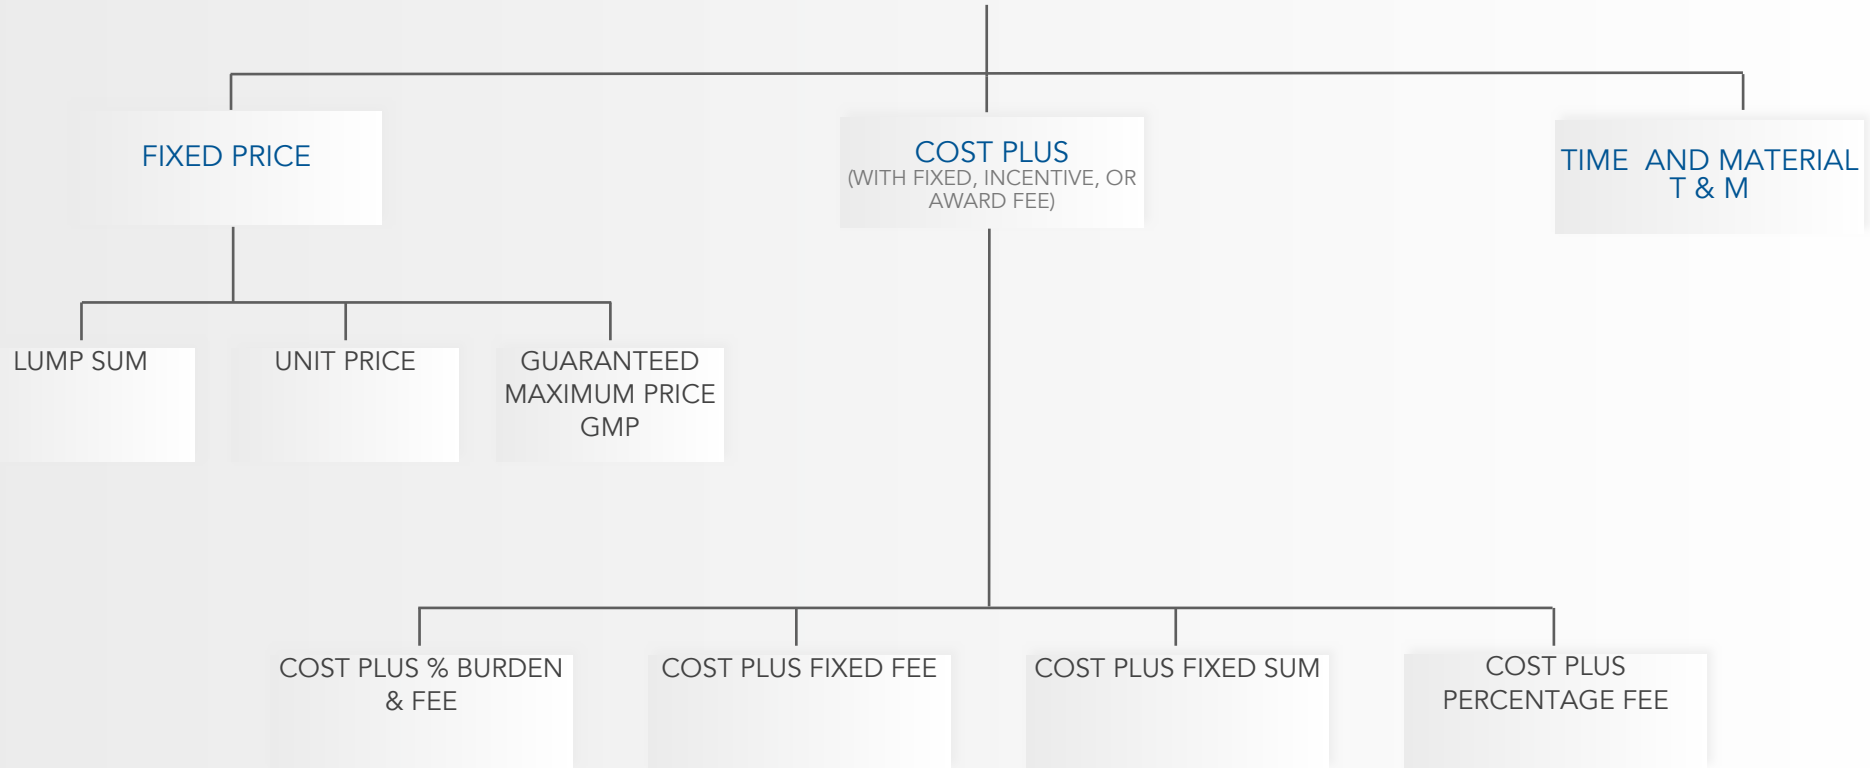 FIXED PRICE
COST PLUS
(WITH FIXED, INCENTIVE, OR
AWARD FEE)
TIME AND MATERIAL
T & M
LUMP SUM
UNIT PRICE
GUARANTEED
MAXIMUM PRICE
GMP
COST PLUS % BURDEN
& FEE
COST PLUS FIXED FEE
COST PLUS FIXED SUM
COST PLUS
PERCENTAGE FEE